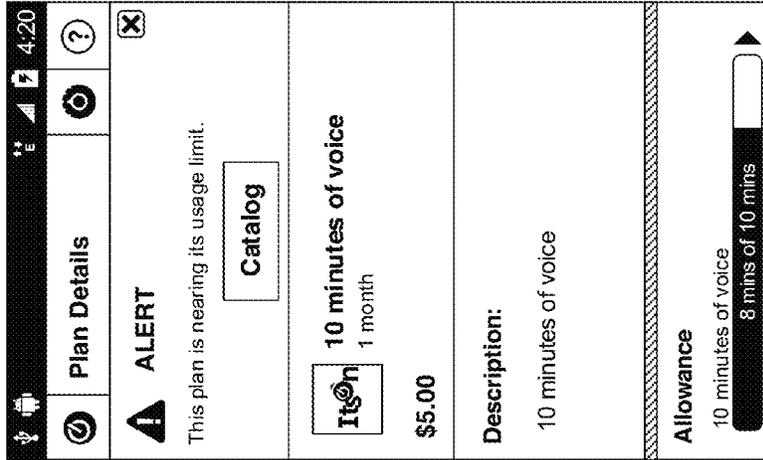 E 4:20
Plan Details ?
ALERT
This plan is nearing its usage limit.
Catalog
ItsOn
10 minutes of voice
1 month
$5.00
Description:
10 minutes of voice
Allowance
10 minutes of voice
8 mins of 10 mins